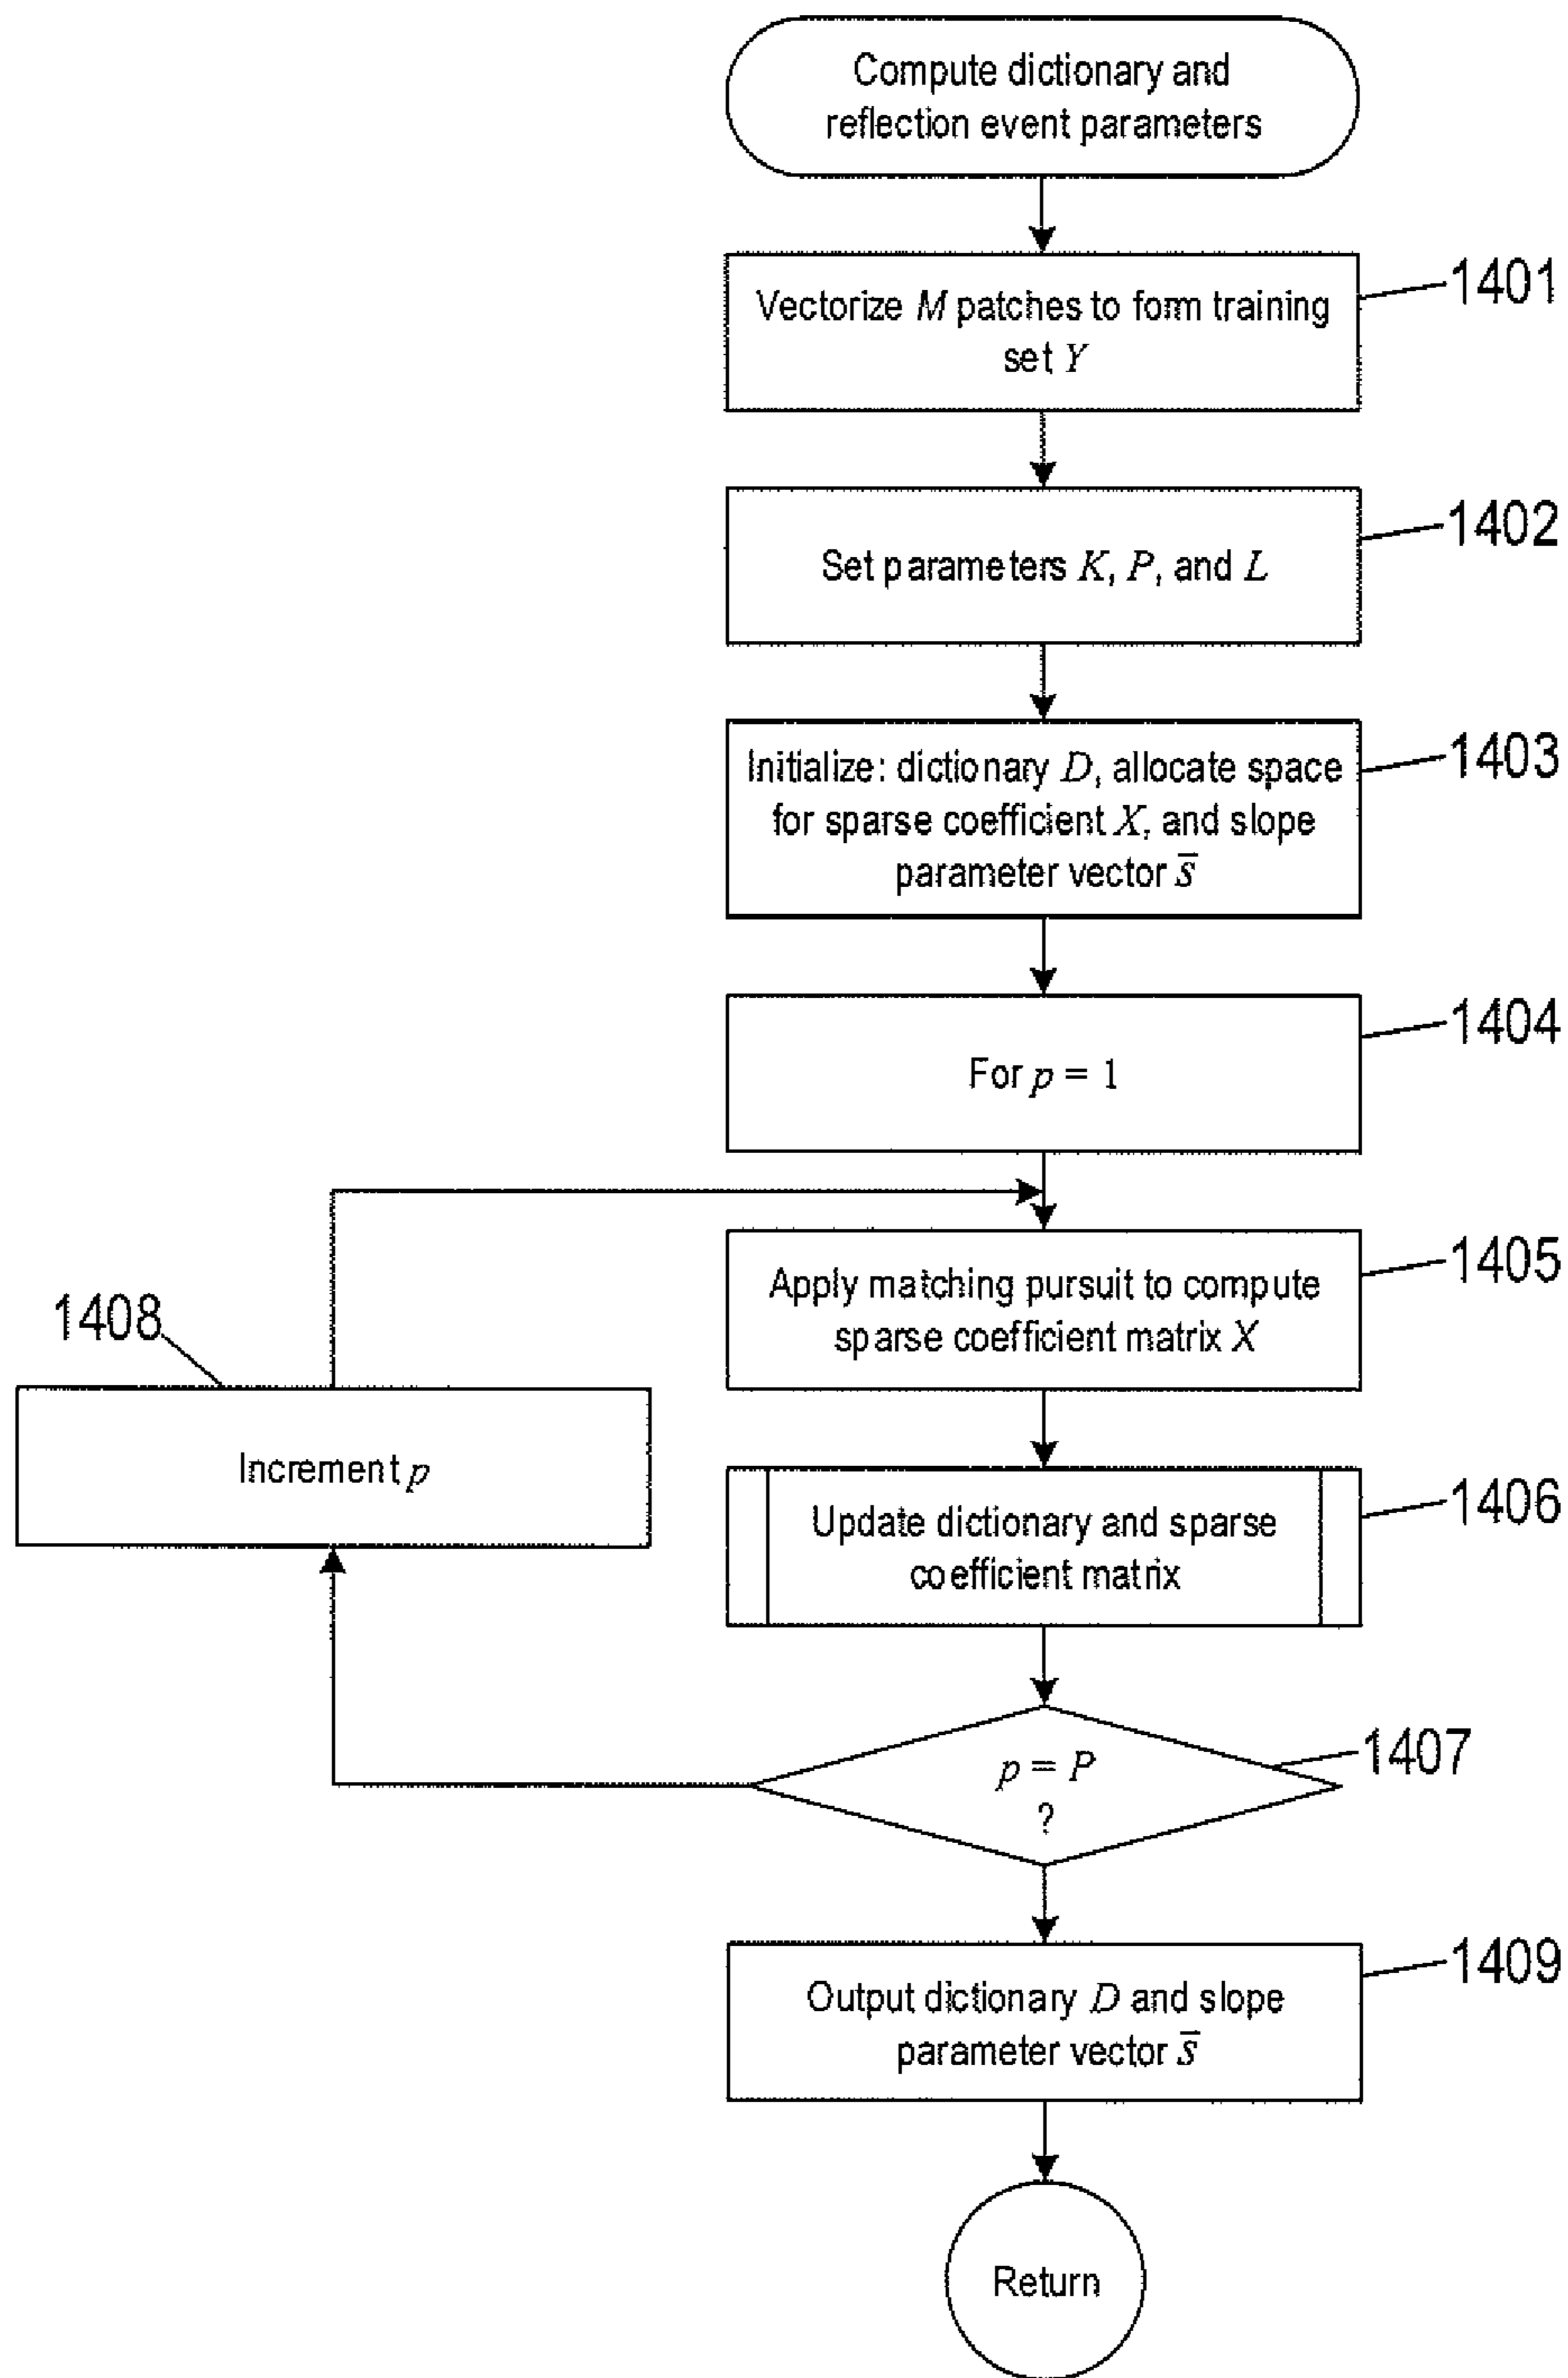 Compute dictionary and
reflection event parameters
1401
Vectorize M patches to form training
set Y
1402
Set parameters K, P, and L
1403
Initialize: dictionary D, allocate space
for sparse coefficient X, and slope
parameter vector s̅
1404
For p = 1
1405
Apply matching pursuit to compute
sparse coefficient matrix X
1408
Increment p
1406
Update dictionary and sparse
coefficient matrix
1407
p = P
?
1409
Output dictionary D and slope
parameter vector s̅
Return